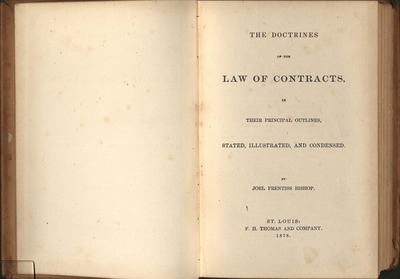 THE DOCTRINES
OF THE
LAW OF CONTRACTS,
IN
THEIR PRINCIPAL OUTLINES,
STATED, ILLUSTRATED, AND CONDENSED.
BY
JOEL PRENTISS BISHOP.
ST. LOUIS:
F. H. THOMAS AND COMPANY.
1878.